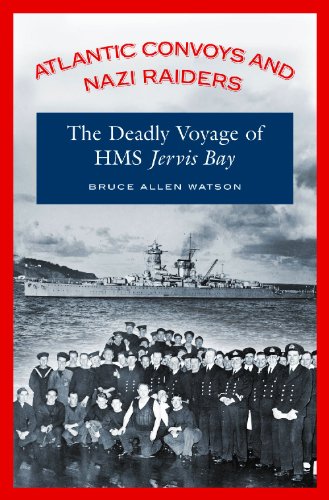 ATLANTIC CONVOYS AND
NAZI RAIDERS
The Deadly Voyage of
HMS Jervis Bay
BRUCE ALLEN WATSON